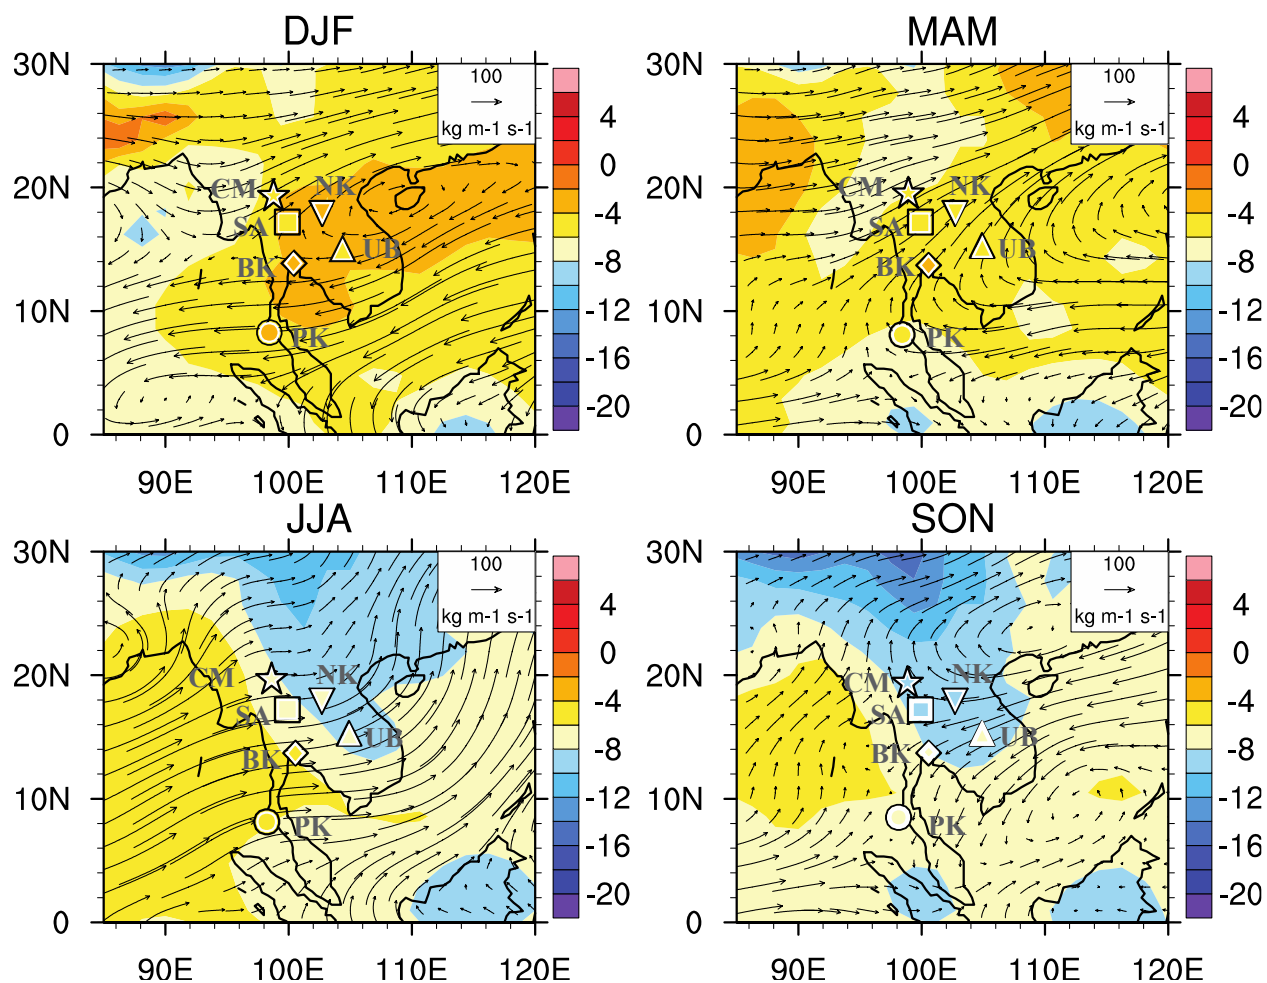 DJF
30N
20N
10N
0
90E 100E 110E 120E
100
kg m-1 s-1
CM
NK
SA
UB
BK
PK
4
0
-4
-8
-12
-16
-20
MAM
30N
20N
10N
0
90E 100E 110E 120E
100
kg m-1 s-1
CM
NK
SA
UB
BK
PK
4
0
-4
-8
-12
-16
-20
JJA
30N
20N
10N
0
90E 100E 110E 120E
100
kg m-1 s-1
CM
NK
SA
UB
BK
PK
4
0
-4
-8
-12
-16
-20
SON
30N
20N
10N
0
90E 100E 110E 120E
100
kg m-1 s-1
CM
NK
SA
UB
BK
PK
4
0
-4
-8
-12
-16
-20